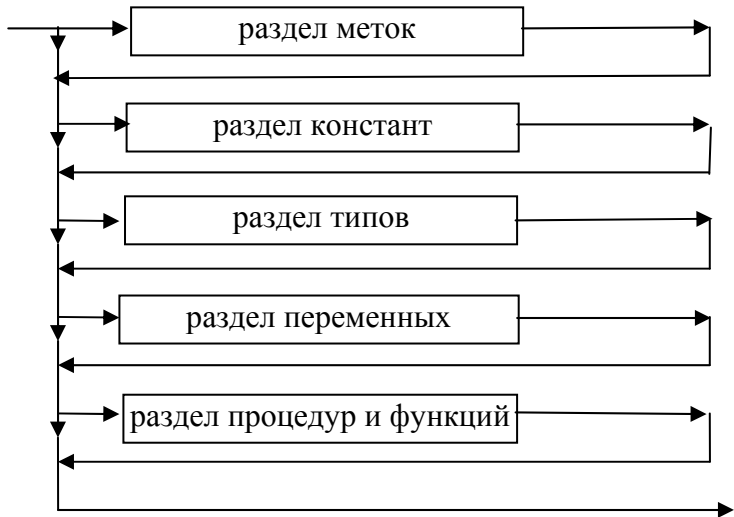 раздел меток
раздел констант
раздел типов
раздел переменных
раздел процедур и функций